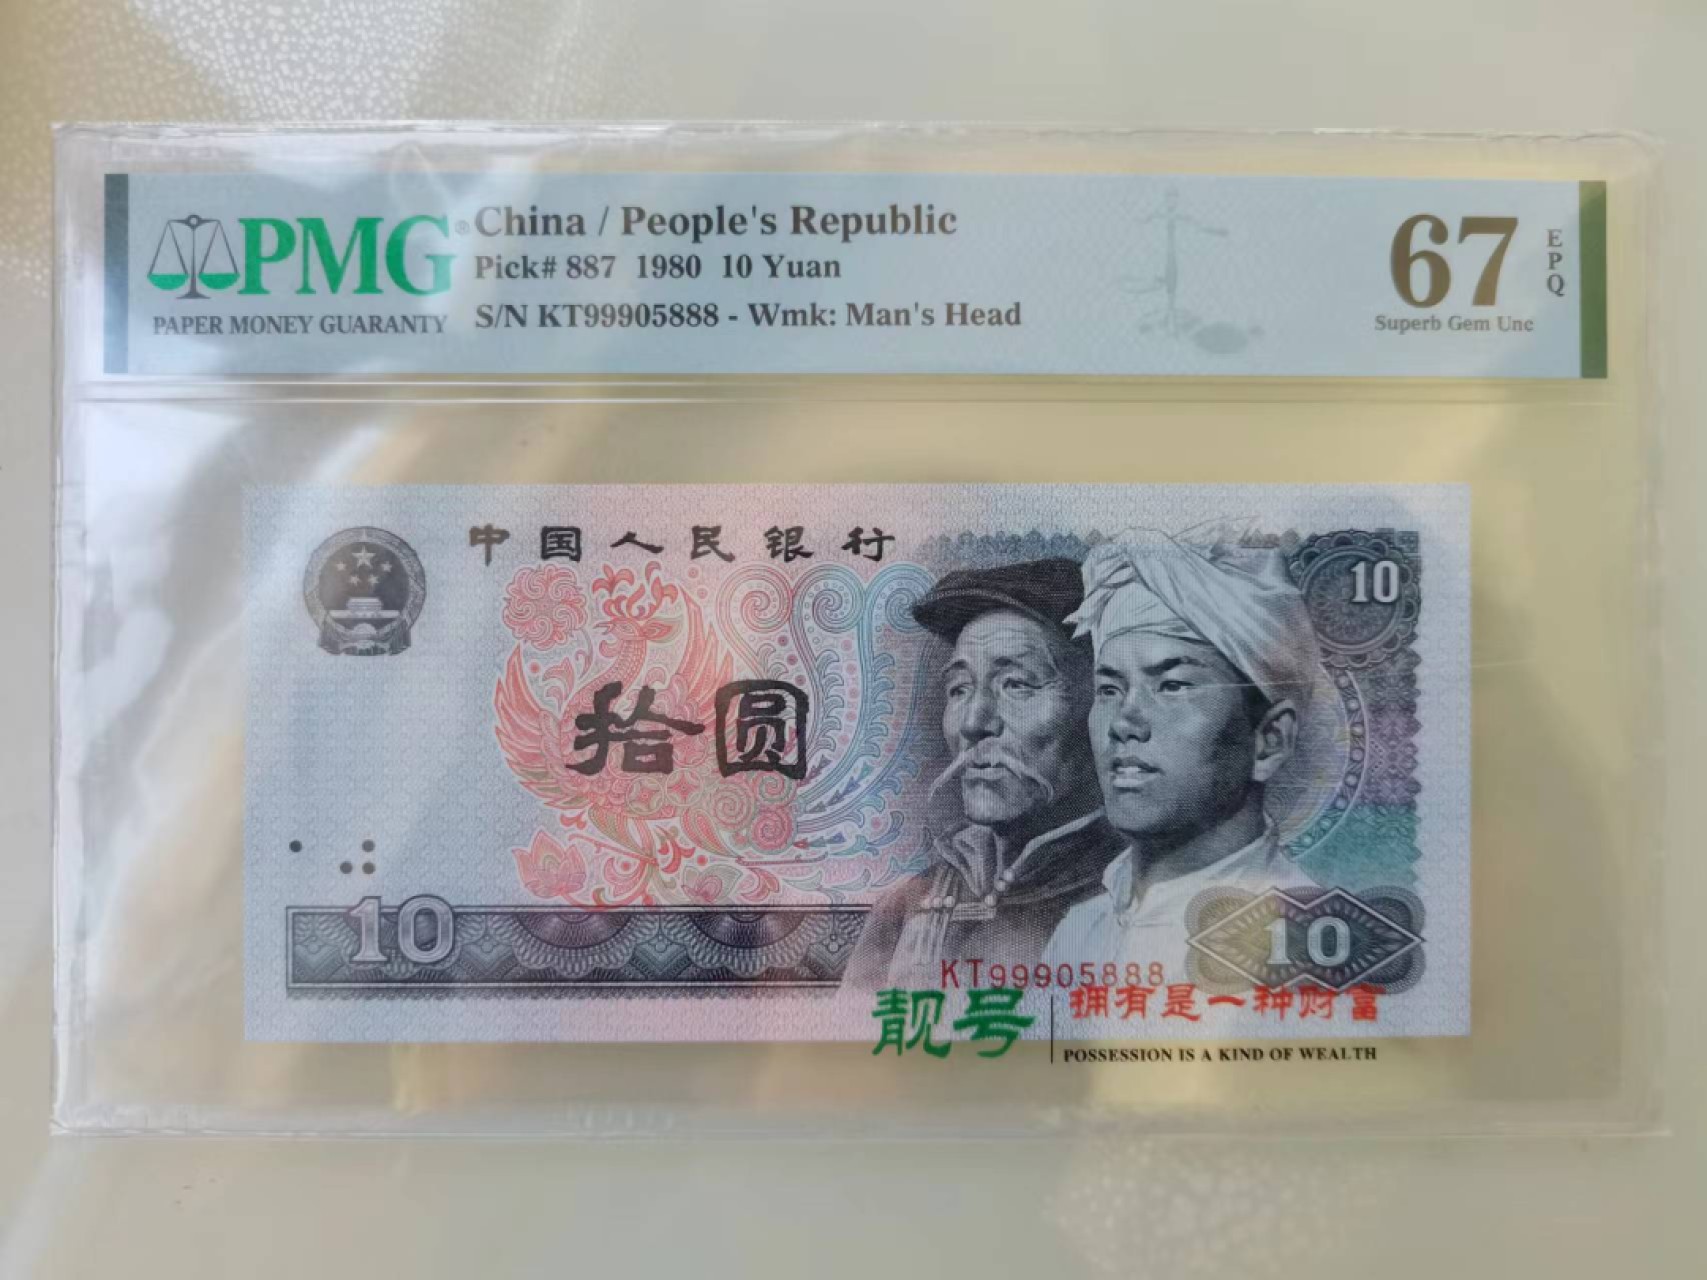 PMG®
PAPER MONEY GUARANTY
China / People's Republic
Pick# 887 1980 10 Yuan
S/N KT99905888 - Wmk: Man's Head
67
EPQ
Superb Gem Unc
中国人民银行
10
拾圆
10
10
KT99905888
靓号
拥有是一种财富
POSSESSION IS A KIND OF WEALTH